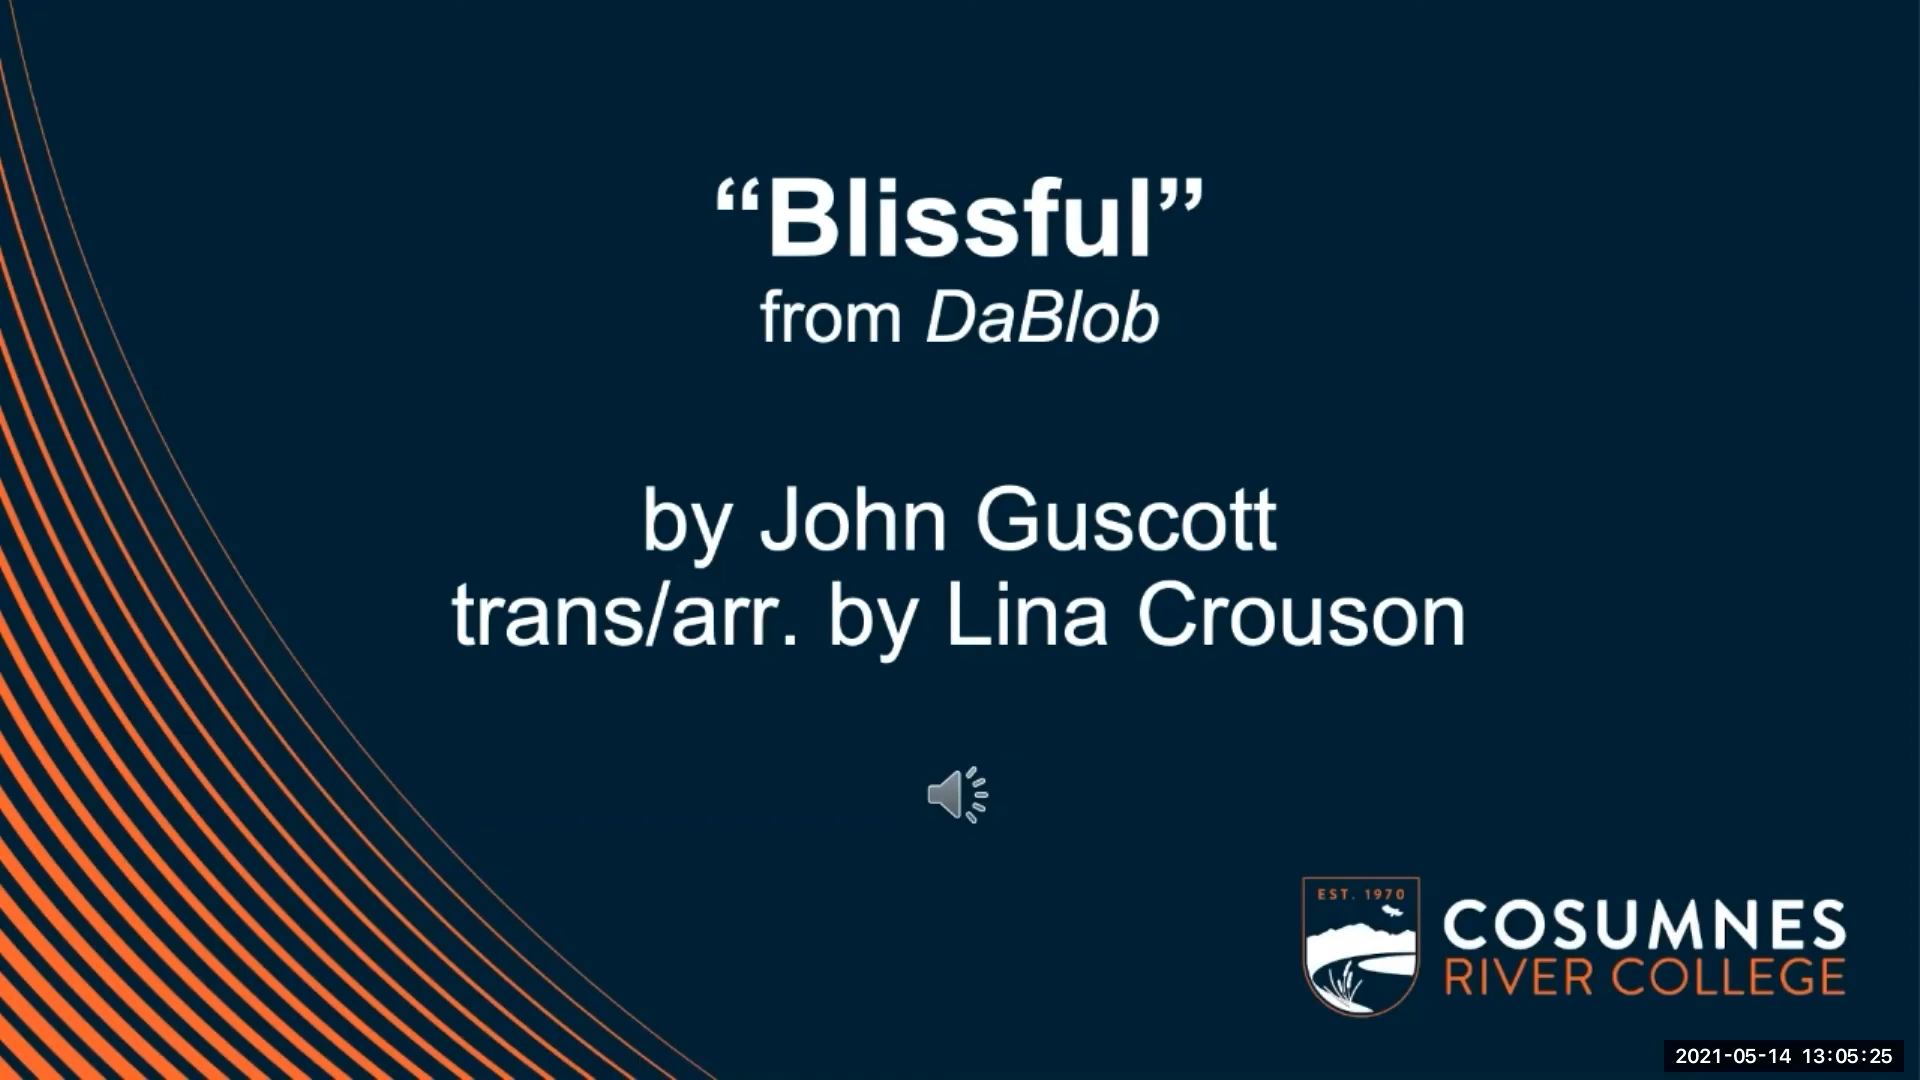 “Blissful”
from DaBlob
by John Guscott
trans/arr. by Lina Crouson
EST. 1970
COSUMNES
RIVER COLLEGE
2021-05-14 13:05:25